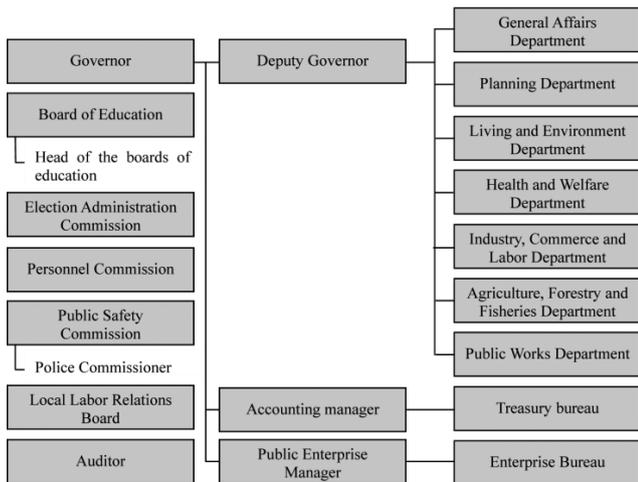 Governor
Board of Education
Head of the boards of
education
Election Administration
Commission
Personnel Commission
Public Safety
Commission
Police Commissioner
Local Labor Relations
Board
Auditor
Deputy Governor
Accounting manager
Public Enterprise
Manager
General Affairs
Department
Planning Department
Living and Environment
Department
Health and Welfare
Department
Industry, Commerce and
Labor Department
Agriculture, Forestry and
Fisheries Department
Public Works Department
Treasury bureau
Enterprise Bureau